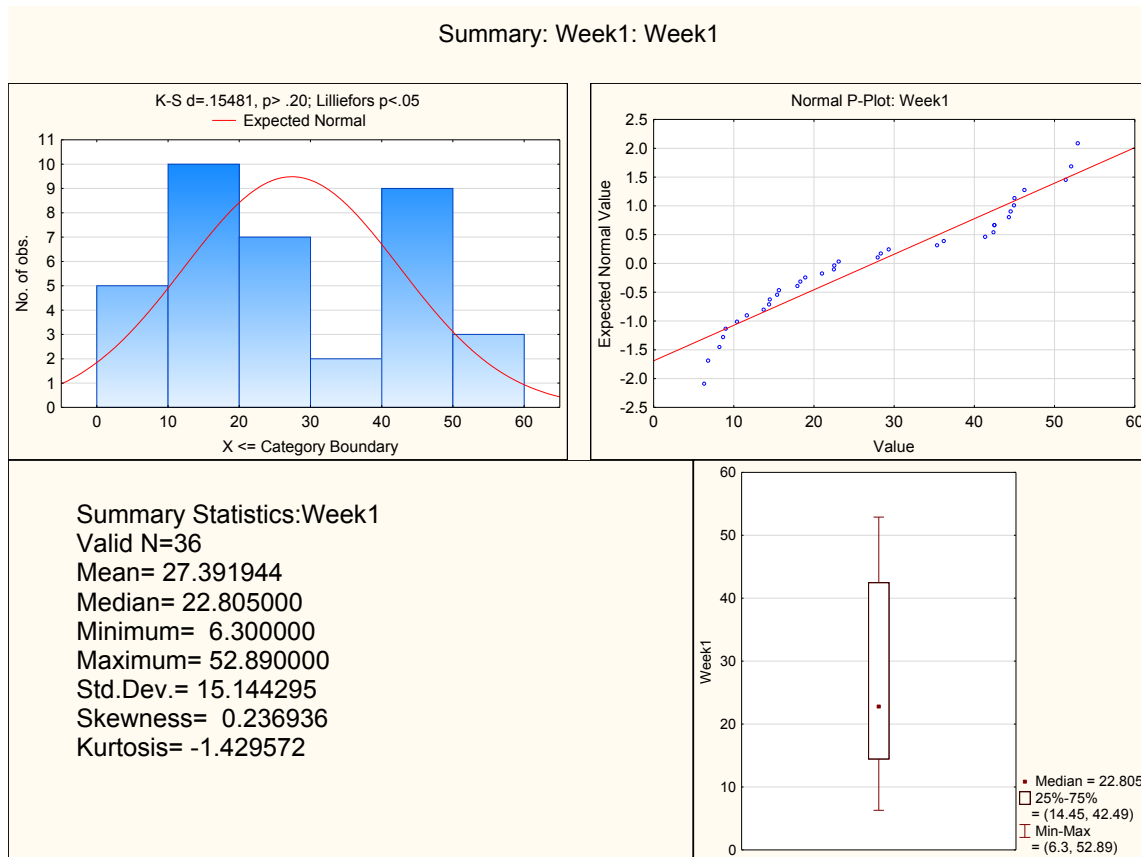 Summary: Week1: Week1
K-S d=.15481, p> .20; Lilliefors p<.05
Expected Normal
11
10
9
8
7
6
5
4
3
2
1
0
No. of obs.
0 10 20 30 40 50 60
X <= Category Boundary
Normal P-Plot: Week1
2.5
2.0
1.5
1.0
0.5
0.0
-0.5
-1.0
-1.5
-2.0
-2.5
Expected Normal Value
0 10 20 30 40 50 60
Value
Summary Statistics:Week1
Valid N=36
Mean= 27.391944
Median= 22.805000
Minimum= 6.300000
Maximum= 52.890000
Std.Dev.= 15.144295
Skewness= 0.236936
Kurtosis= -1.429572
60
50
40
30
20
10
0
Week1
Median = 22.805
25%-75%
= (14.45, 42.49)
Min-Max
= (6.3, 52.89)